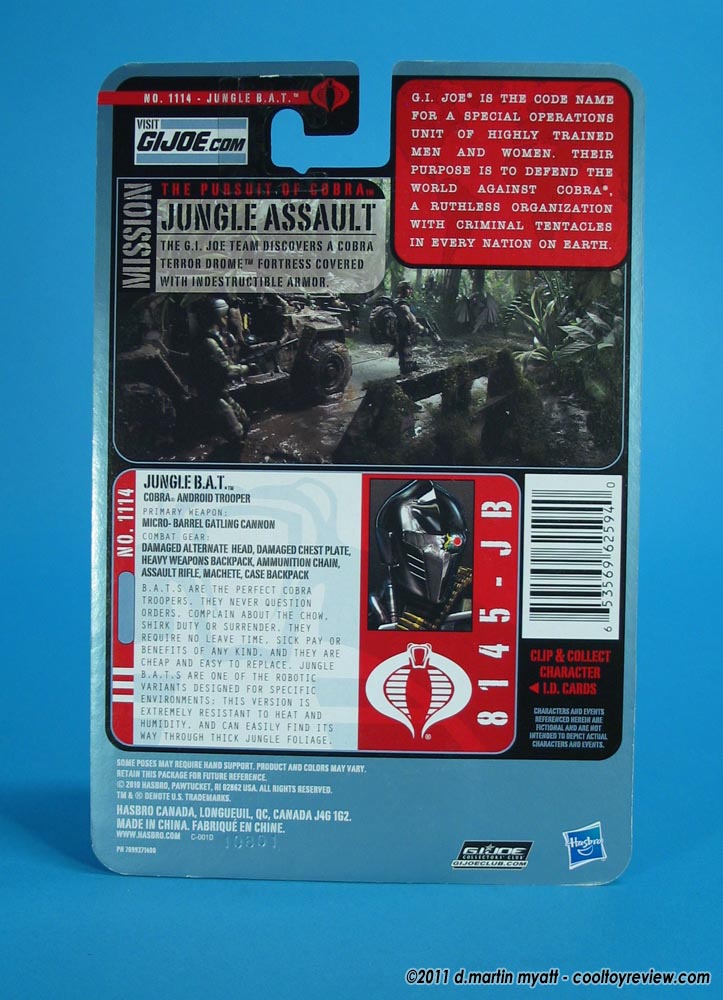 NO. 1114 - JUNGLE B.A.T.™
VISIT
GIJOE.COM
MISSION
THE PURSUIT OF COBRA™
JUNGLE ASSAULT
THE G.I. JOE TEAM DISCOVERS A COBRA
TERROR DROME™ FORTRESS COVERED
WITH INDESTRUCTIBLE ARMOR.
G.I. JOE® IS THE CODE NAME
FOR A SPECIAL OPERATIONS
UNIT OF HIGHLY TRAINED
MEN AND WOMEN. THEIR
PURPOSE IS TO DEFEND THE
WORLD AGAINST COBRA®,
A RUTHLESS ORGANIZATION
WITH CRIMINAL TENTACLES
IN EVERY NATION ON EARTH.
NO. 1114
JUNGLE B.A.T.™
COBRA® ANDROID TROOPER
PRIMARY WEAPON:
MICRO- BARREL GATLING CANNON
COMBAT GEAR:
DAMAGED ALTERNATE HEAD, DAMAGED CHEST PLATE,
HEAVY WEAPONS BACKPACK, AMMUNITION CHAIN,
ASSAULT RIFLE, MACHETE, CASE BACKPACK
B.A.T.S ARE THE PERFECT COBRA
TROOPERS. THEY NEVER QUESTION
ORDERS, COMPLAIN ABOUT THE CHOW,
SHIRK DUTY OR SURRENDER. THEY
REQUIRE NO LEAVE TIME, SICK PAY OR
BENEFITS OF ANY KIND, AND THEY ARE
CHEAP AND EASY TO REPLACE. JUNGLE
B.A.T.S ARE ONE OF THE ROBOTIC
VARIANTS DESIGNED FOR SPECIFIC
ENVIRONMENTS: THIS VERSION IS
EXTREMELY RESISTANT TO HEAT AND
HUMIDITY, AND CAN EASILY FIND ITS
WAY THROUGH THICK JUNGLE FOLIAGE.
®
8145-JB
6 53569 62594 0
CLIP & COLLECT
CHARACTER
I.D. CARDS
CHARACTERS AND EVENTS
REFERENCED HEREIN ARE
FICTIONAL AND ARE NOT
INTENDED TO DEPICT ACTUAL
CHARACTERS AND EVENTS.
SOME POSES MAY REQUIRE HAND SUPPORT. PRODUCT AND COLORS MAY VARY.
RETAIN THIS PACKAGE FOR FUTURE REFERENCE.
© 2010 HASBRO, PAWTUCKET, RI 02862 USA. ALL RIGHTS RESERVED.
TM & ® DENOTE U.S. TRADEMARKS.
HASBRO CANADA, LONGUEUIL, QC, CANADA J4G 1G2.
MADE IN CHINA. FABRIQUÉ EN CHINE.
WWW.HASBRO.COM C-001D 10801
PN 7099271400
GIJOE
COLLECTORS' CLUB
GIJOECLUB.COM
Hasbro
©2011 d.martin myatt - cooltoyreview.com